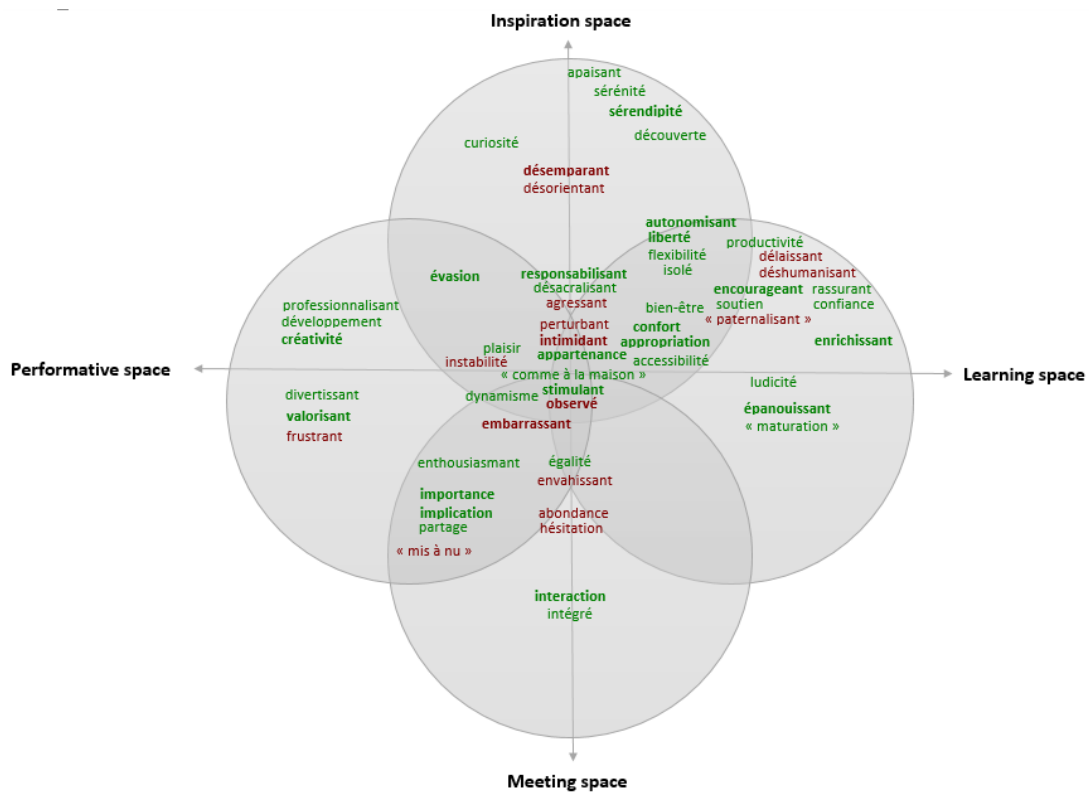 Inspiration space
apaisant
sérénité
sérendipité
découverte
curiosité
désemparant
désorientant
autonomisant
liberté
flexibilité
isolé
productivité
délaissant
déshumanisant
évasion
responsabilisant
désacralisant
agressant
encourageant
rassurant
soutien
confiance
« paternalisant »
professionnalisant
développement
créativité
bien-être
perturbant
confort
intimidant
appropriation
enrichissant
plaisir
appartenance
instabilité
accessibilité
Performative space
« comme à la maison »
Learning space
ludicité
stimulant
dynamisme
observé
divertissant
valorisant
frustrant
épanouissant
« maturation »
embarrassant
enthousiasmant
égalité
envahissant
importance
implication
partage
abondance
hésitation
« mis à nu »
interaction
intégré
Meeting space